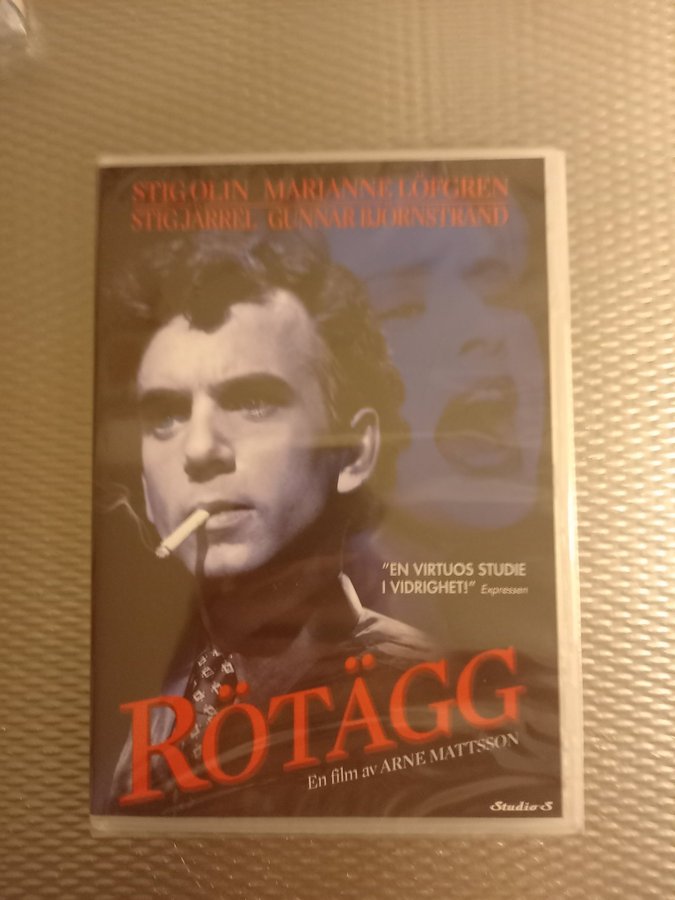 STIG OLIN MARIANNE LÖFGREN
STIG JÄRREL GUNNAR BJÖRNSTRAND
"EN VIRTUOS STUDIE
I VIDRIGHET!" Expressen
RÖTÄGG
En film av ARNE MATTSSON
Studio S